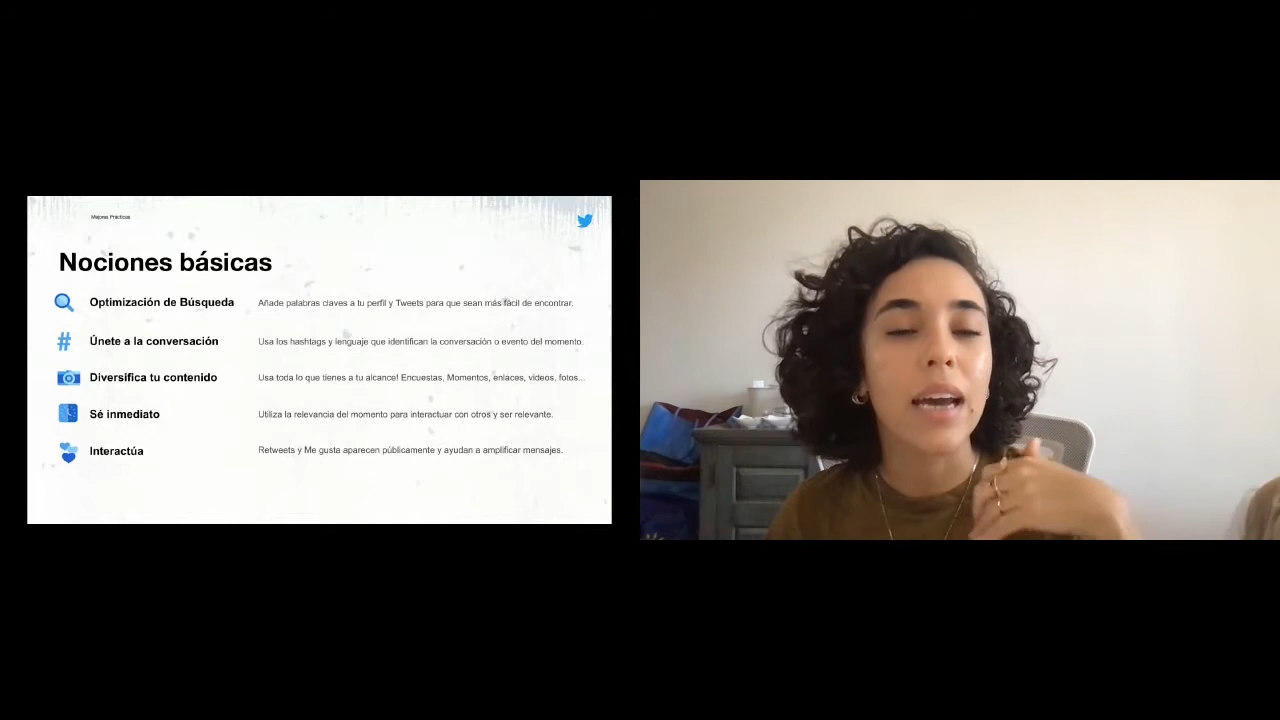 Mejores Prácticas
Nociones básicas
Optimización de Búsqueda Añade palabras claves a tu perfil y Tweets para que sean más fácil de encontrar.
# Únete a la conversación Usa los hashtags y lenguaje que identifican la conversación o evento del momento.
Diversifica tu contenido Usa toda lo que tienes a tu alcance! Encuestas, Momentos, enlaces, videos, fotos...
Sé inmediato Utiliza la relevancia del momento para interactuar con otros y ser relevante.
Interactúa Retweets y Me gusta aparecen públicamente y ayudan a amplificar mensajes.